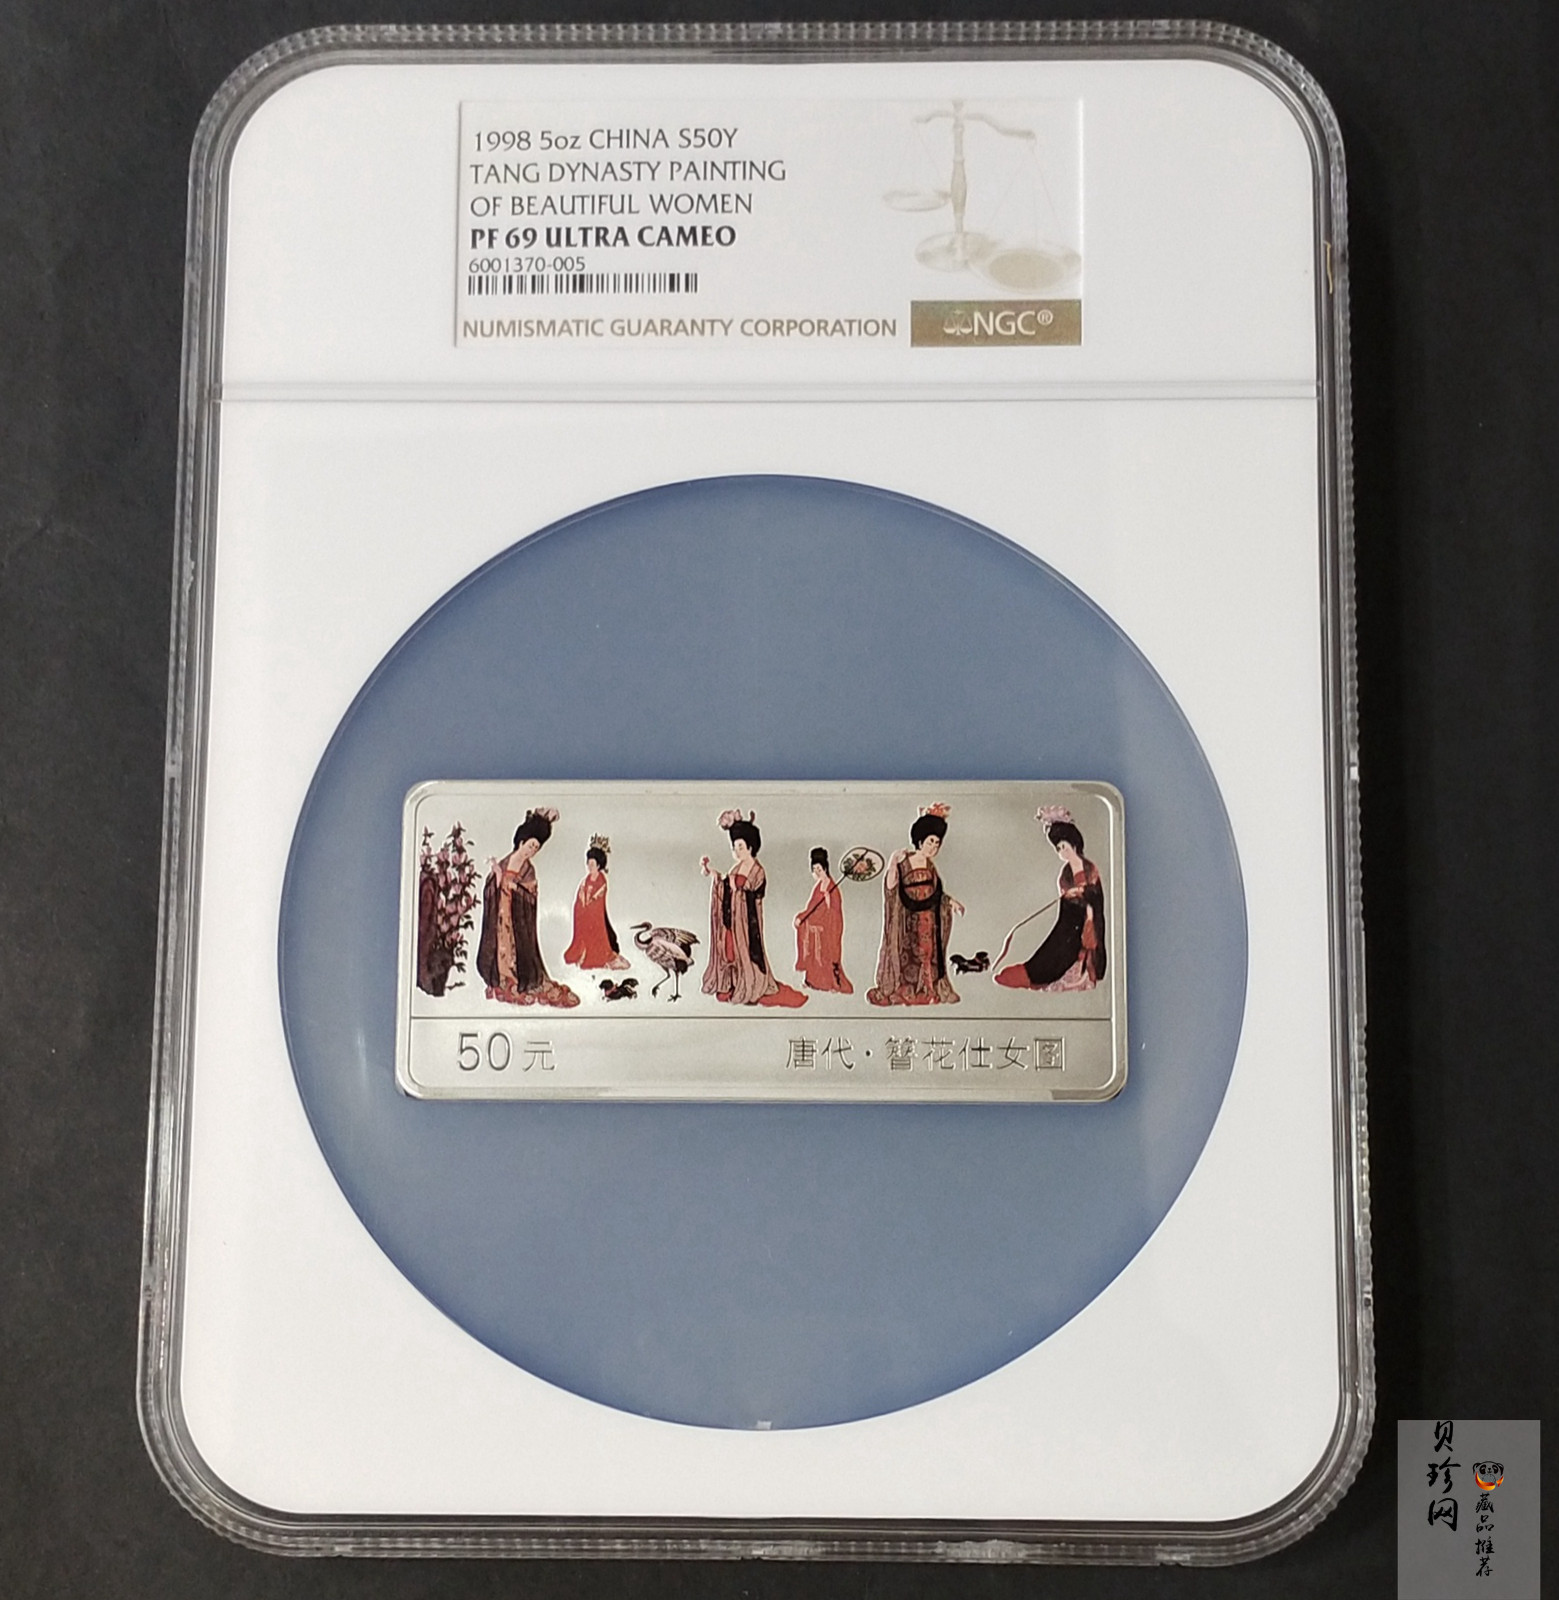 1998 5oz CHINA S50Y
TANG DYNASTY PAINTING
OF BEAUTIFUL WOMEN
PF 69 ULTRA CAMEO
6001370-005
NUMISMATIC GUARANTY CORPORATION
NGC®
50元
唐代·簪花仕女图
贝珍网
藏品推荐